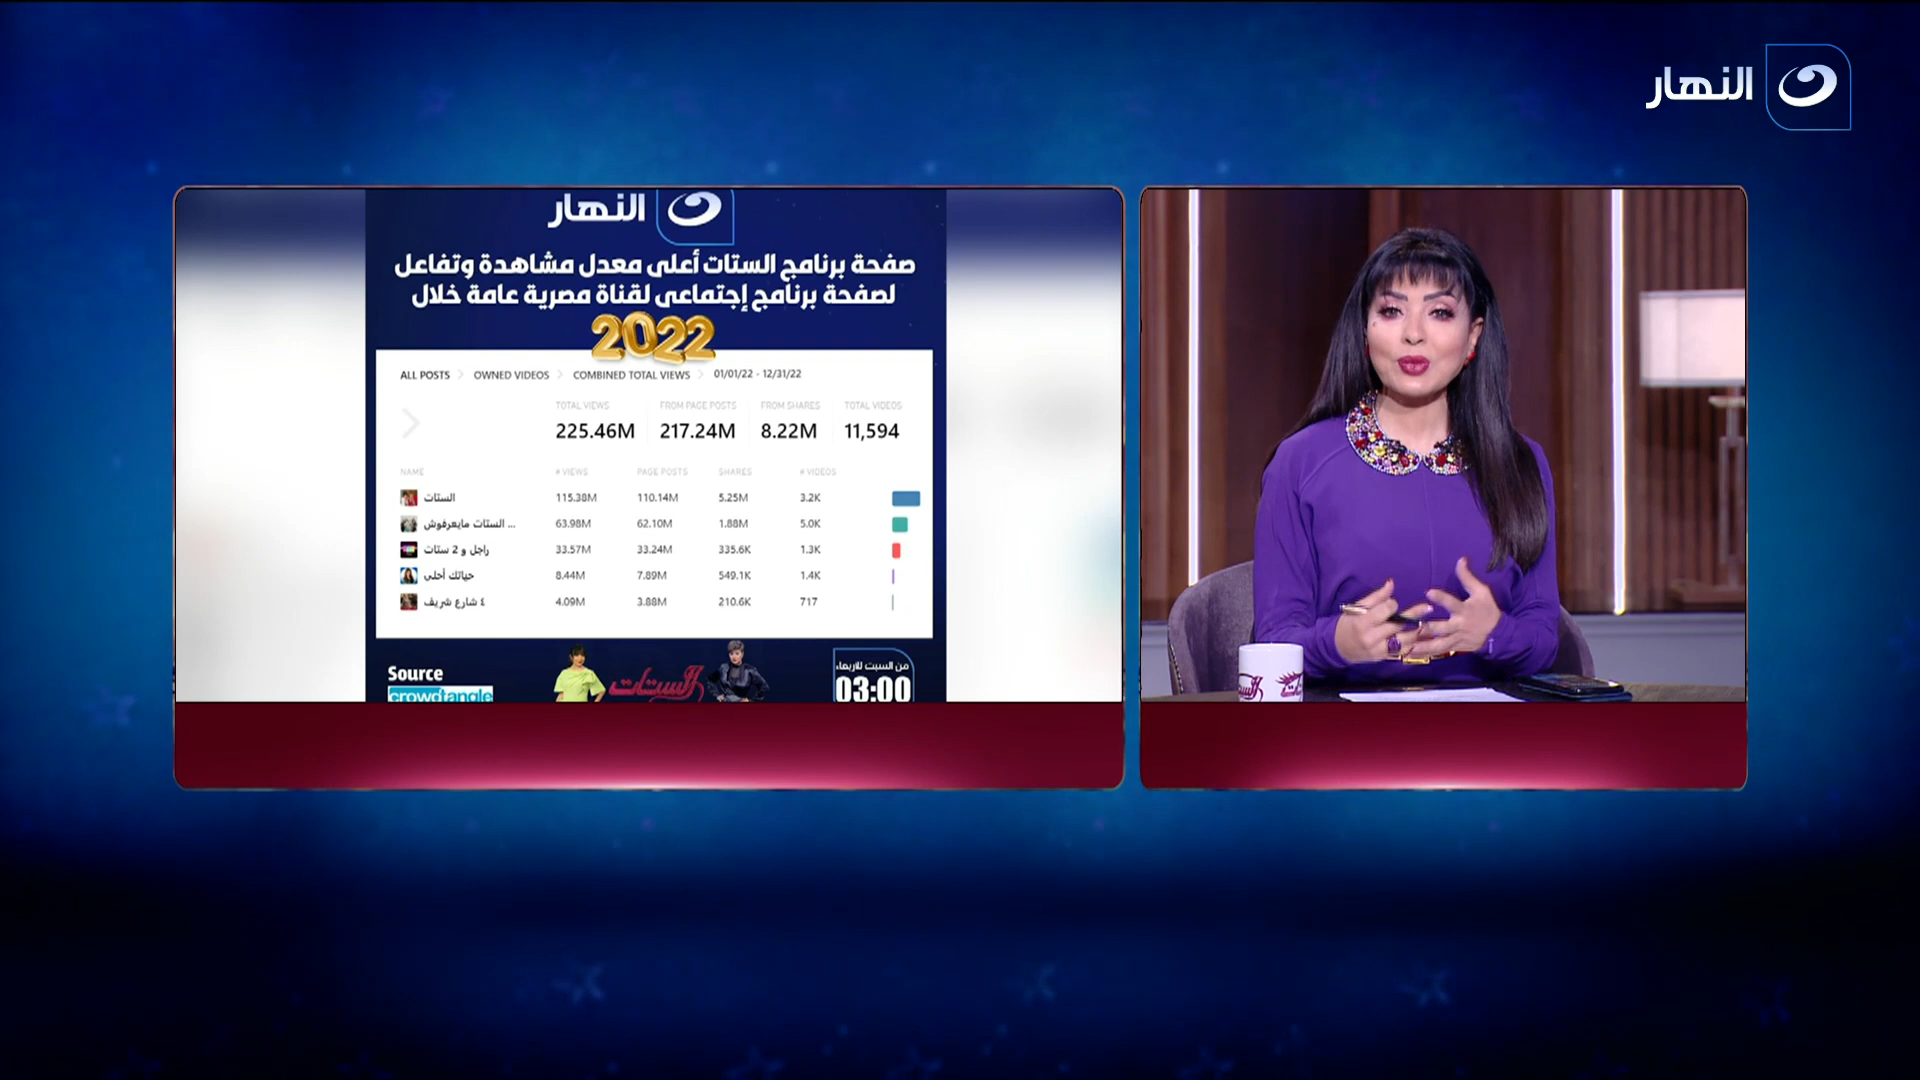 النهار
النهار
صفحة برنامج الستات أعلى معدل مشاهدة وتفاعل
لصفحة برنامج إجتماعى لقناة مصرية عامة خلال
2022
ALL POSTS > OWNED VIDEOS > COMBINED TOTAL VIEWS > 01/01/22 - 12/31/22
TOTAL VIEWS FROM PAGE POSTS FROM SHARES TOTAL VIDEOS
225.46M 217.24M 8.22M 11,594
NAME # VIEWS PAGE POSTS SHARES # VIDEOS
الستات 115.38M 110.14M 5.25M 3.2K
الستات مايعرفوش ... 63.98M 62.10M 1.88M 5.0K
راجل و 2 ستات 33.57M 33.24M 335.6K 1.3K
حياتك أحلى 8.44M 7.89M 549.1K 1.4K
٤ شارع شريف 4.09M 3.88M 210.6K 717
Source
crowdtangle
الستات
من السبت للاربعاء
03:00
الستات